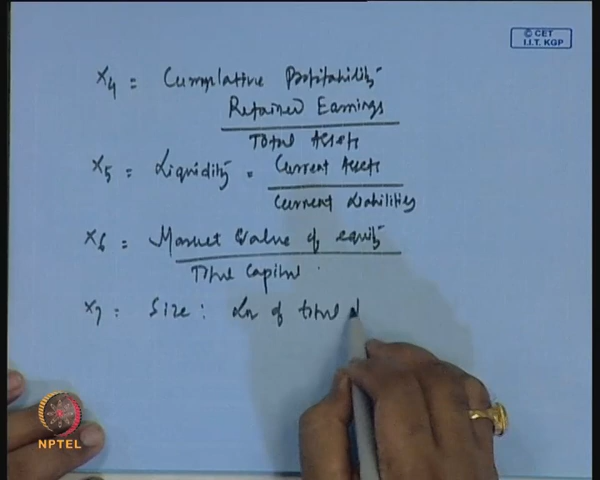 © CET
I.I.T. KGP
X4 = Cumulative Profitability
Retained Earnings
Total Assets
X5 = Liquidity = Current Assets
Current Liabilities
X6 = Market Value of equity
Total Capital
X7 = Size : Ln of total
NPTEL